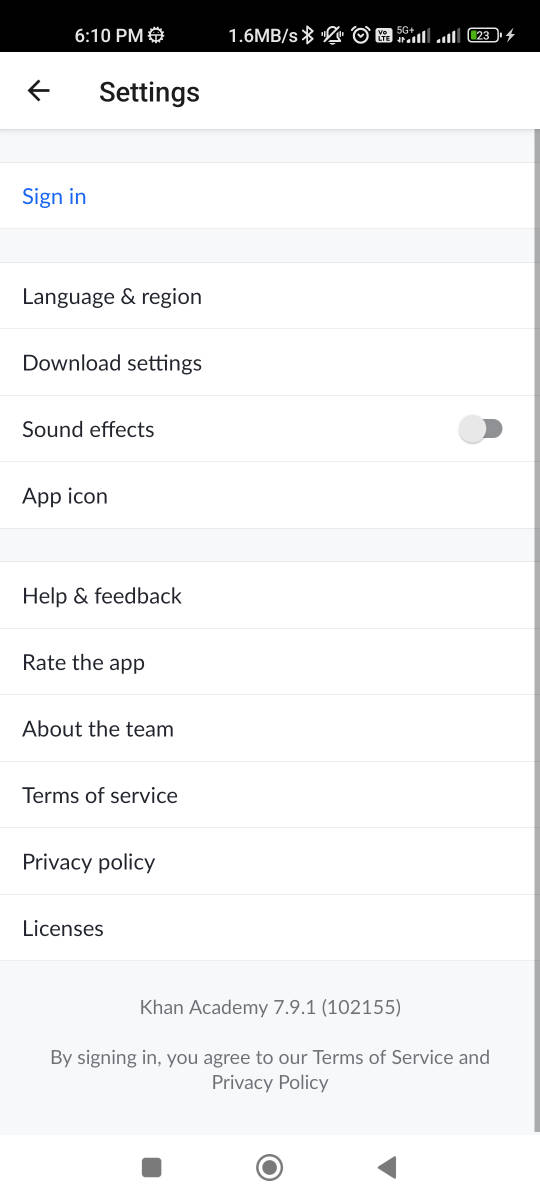 6:10 PM 1.6MB/s Vo LTE 5G+ 23
Settings
Sign in
Language & region
Download settings
Sound effects
App icon
Help & feedback
Rate the app
About the team
Terms of service
Privacy policy
Licenses
Khan Academy 7.9.1 (102155)
By signing in, you agree to our Terms of Service and
Privacy Policy